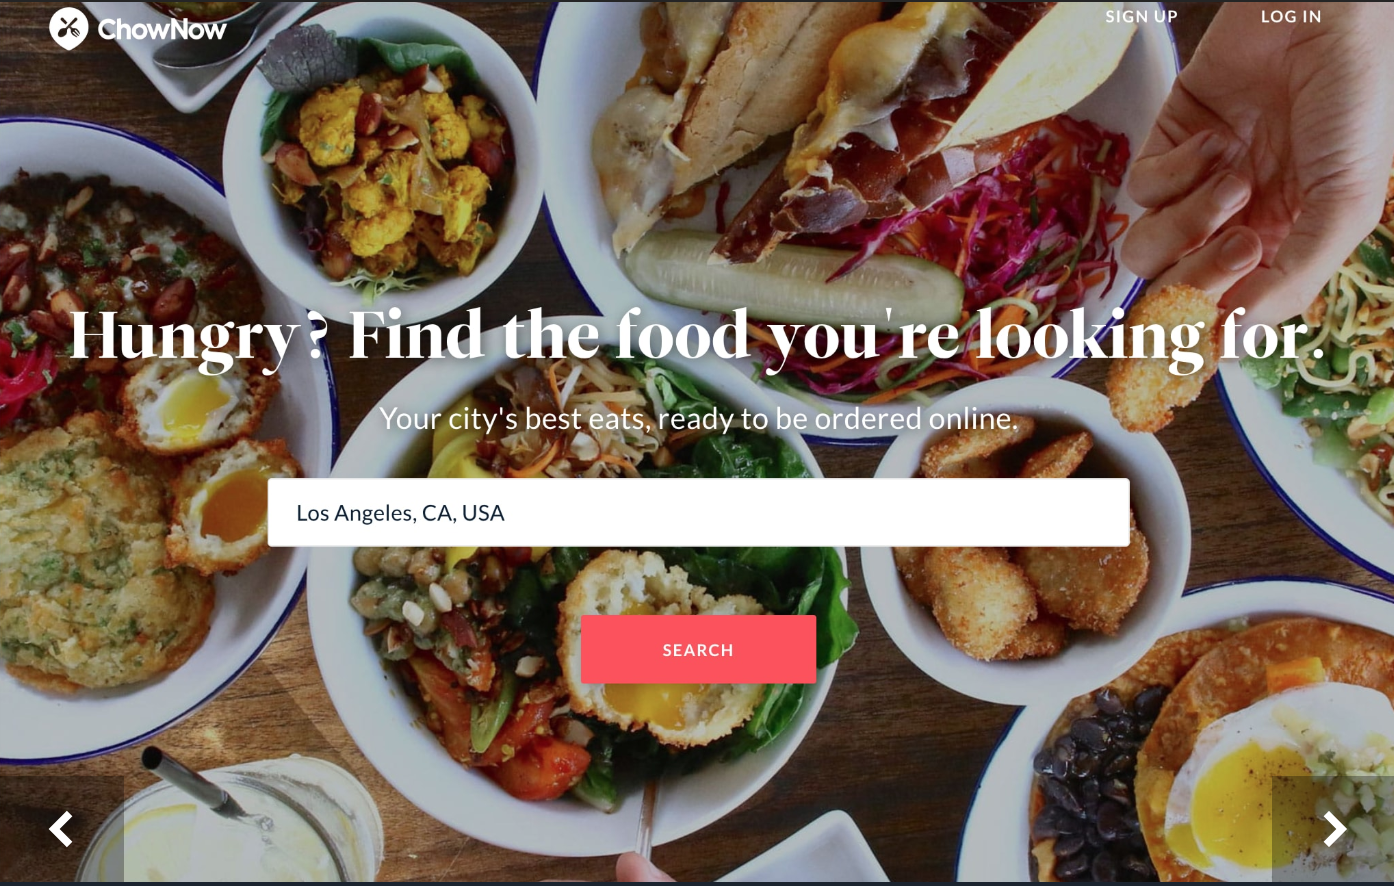 ChowNow
SIGN UP
LOG IN
Hungry? Find the food you're looking for.
Your city's best eats, ready to be ordered online.
Los Angeles, CA, USA
SEARCH